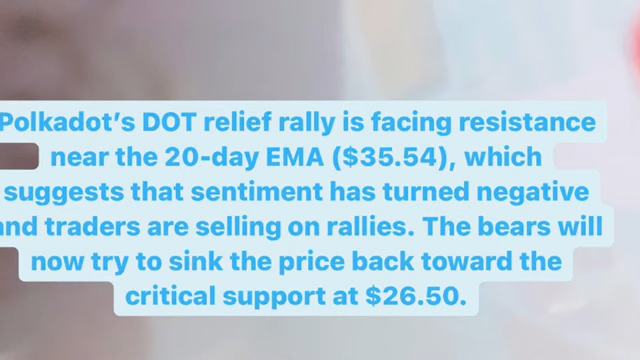 Polkadot's DOT relief rally is facing resistance
near the 20-day EMA ($35.54), which
suggests that sentiment has turned negative
and traders are selling on rallies. The bears will
now try to sink the price back toward the
critical support at $26.50.